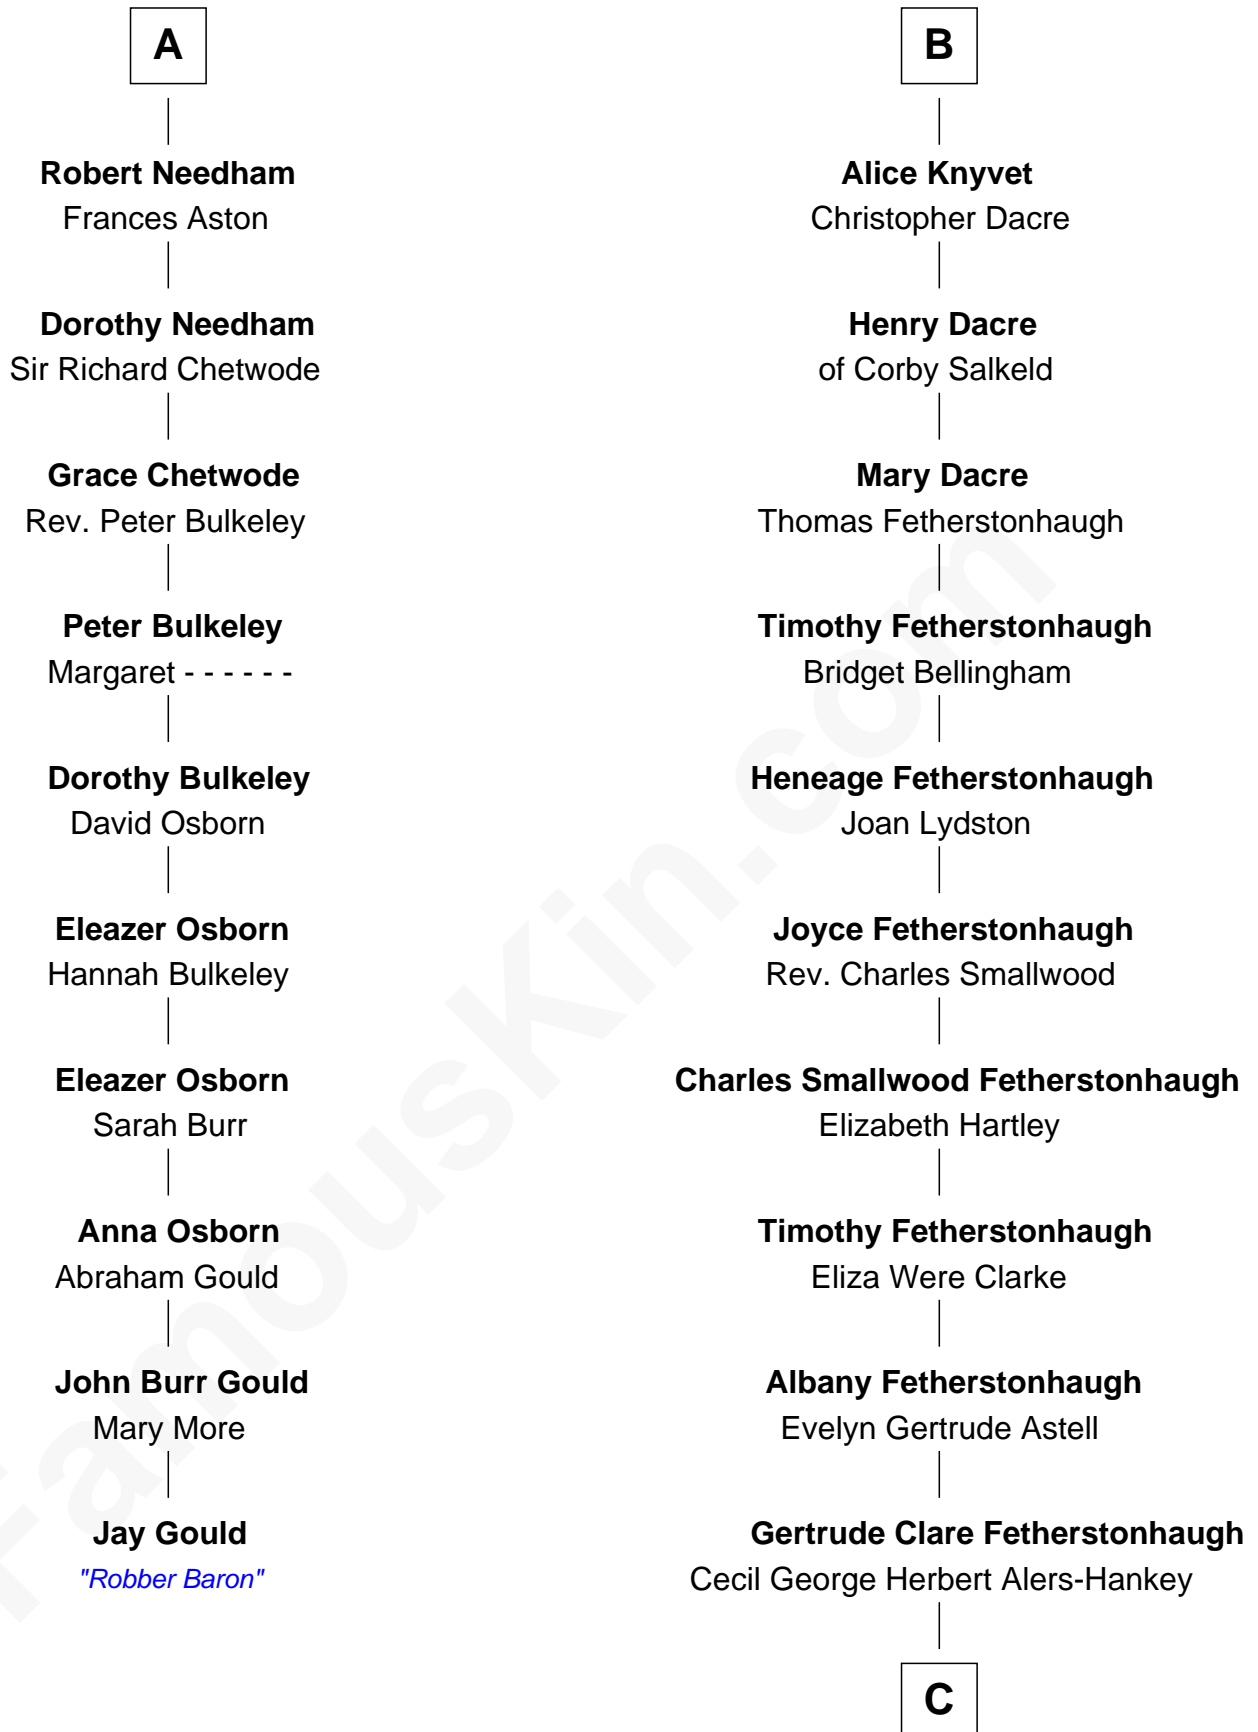 A
Robert Needham
Frances Aston
Dorothy Needham
Sir Richard Chetwode
Grace Chetwode
Rev. Peter Bulkeley
Peter Bulkeley
Margaret - - - - - -
Dorothy Bulkeley
David Osborn
Eleazer Osborn
Hannah Bulkeley
Eleazer Osborn
Sarah Burr
Anna Osborn
Abraham Gould
John Burr Gould
Mary More
Jay Gould
"Robber Baron"
B
Alice Knyvet
Christopher Dacre
Henry Dacre
of Corby Salkeld
Mary Dacre
Thomas Fetherstonhaugh
Timothy Fetherstonhaugh
Bridget Bellingham
Heneage Fetherstonhaugh
Joan Lydston
Joyce Fetherstonhaugh
Rev. Charles Smallwood
Charles Smallwood Fetherstonhaugh
Elizabeth Hartley
Timothy Fetherstonhaugh
Eliza Were Clarke
Albany Fetherstonhaugh
Evelyn Gertrude Astell
Gertrude Clare Fetherstonhaugh
Cecil George Herbert Alers-Hankey
C
FamousKin.com